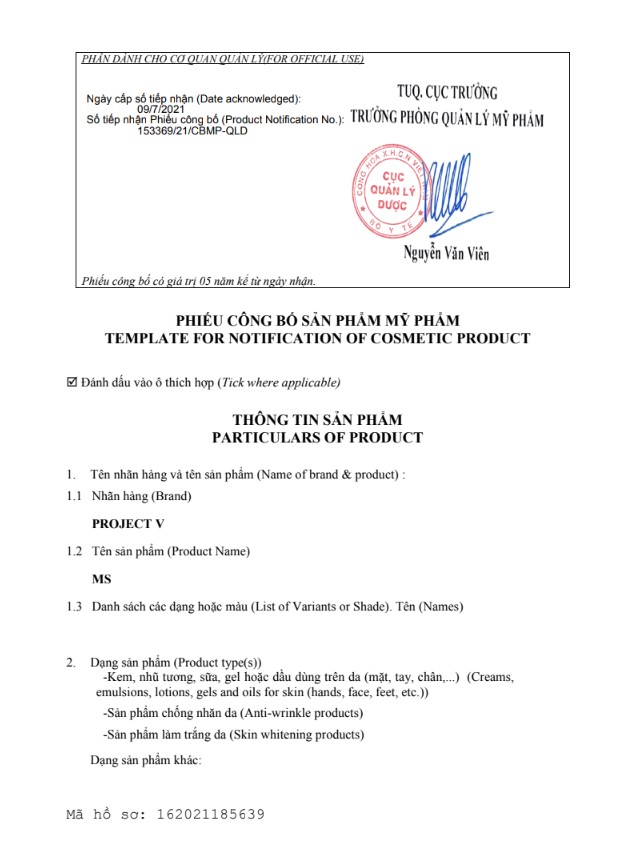 PHẦN DÀNH CHO CƠ QUAN QUẢN LÝ(FOR OFFICIAL USE)
Ngày cấp số tiếp nhận (Date acknowledged):
09/7/2021
Số tiếp nhận Phiếu công bố (Product Notification No.):
153369/21/CBMP-QLD
TUQ. CỤC TRƯỞNG
TRƯỞNG PHÒNG QUẢN LÝ MỸ PHẨM
CỘNG HÒA X.H.C.N VIỆT NAM
CỤC
QUẢN LÝ
DƯỢC
BỘ Y TẾ
Nguyễn Văn Viên
Phiếu công bố có giá trị 05 năm kể từ ngày nhận.
PHIẾU CÔNG BỐ SẢN PHẨM MỸ PHẨM
TEMPLATE FOR NOTIFICATION OF COSMETIC PRODUCT
☑ Đánh dấu vào ô thích hợp (Tick where applicable)
THÔNG TIN SẢN PHẨM
PARTICULARS OF PRODUCT
1. Tên nhãn hàng và tên sản phẩm (Name of brand & product) :
1.1 Nhãn hàng (Brand)
PROJECT V
1.2 Tên sản phẩm (Product Name)
MS
1.3 Danh sách các dạng hoặc màu (List of Variants or Shade). Tên (Names)
2. Dạng sản phẩm (Product type(s))
-Kem, nhũ tương, sữa, gel hoặc dầu dùng trên da (mặt, tay, chân,...) (Creams,
emulsions, lotions, gels and oils for skin (hands, face, feet, etc.))
-Sản phẩm chống nhăn da (Anti-wrinkle products)
-Sản phẩm làm trắng da (Skin whitening products)
Dạng sản phẩm khác:
Mã hồ sơ: 162021185639